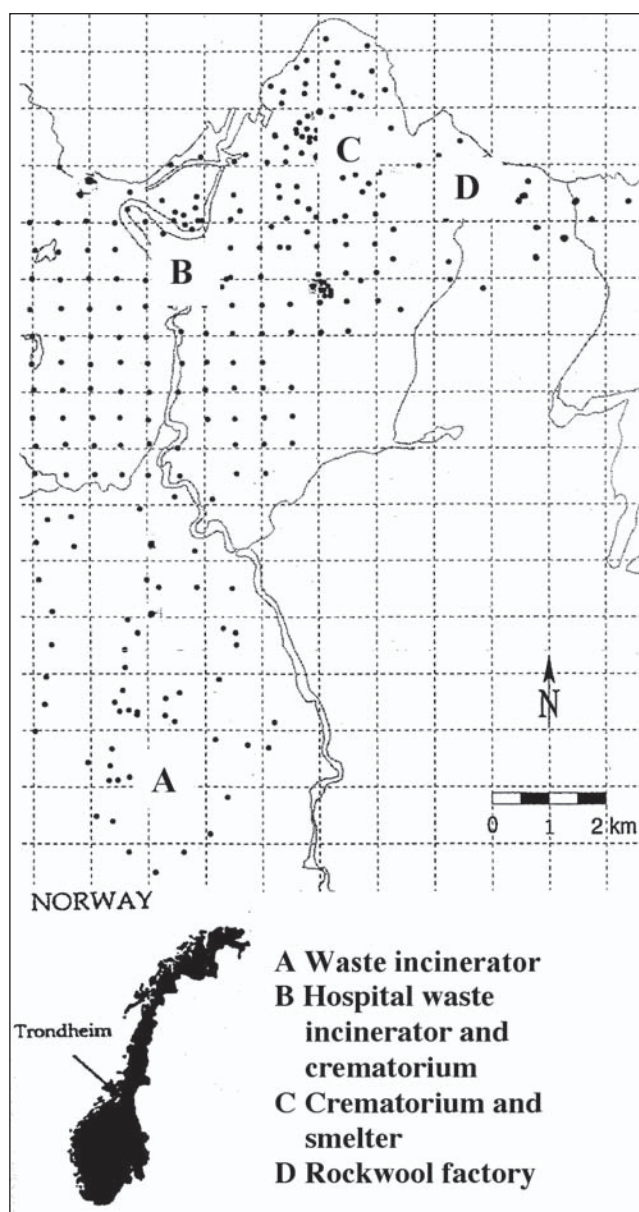 C
D
B
N
A
0 1 2 km
NORWAY
Trondheim
A Waste incinerator
B Hospital waste
incinerator and
crematorium
C Crematorium and
smelter
D Rockwool factory